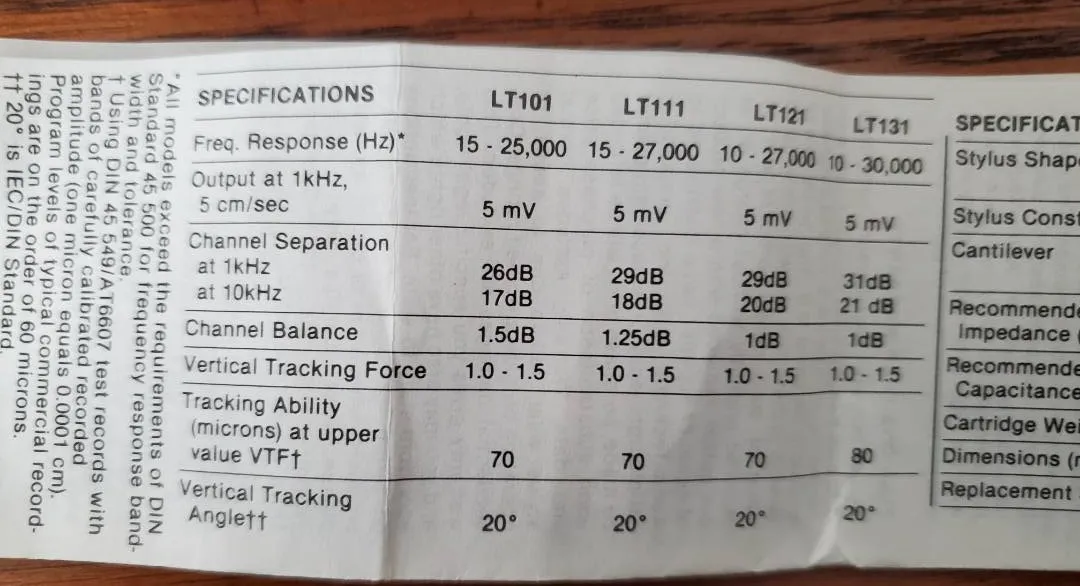 *All models exceed the requirements of DIN
Standard 45 500 for frequency response band-
width and tolerance.
† Using DIN 45 549/AT6607 test records with
bands of carefully calibrated recorded
amplitude (one micron equals 0.0001 cm).
Program levels of typical commercial record-
ings are on the order of 60 microns.
†† 20° is IEC/DIN Standard.
SPECIFICATIONS LT101 LT111 LT121 LT131
Freq. Response (Hz)* 15 - 25,000 15 - 27,000 10 - 27,000 10 - 30,000
Output at 1kHz,
5 cm/sec 5 mV 5 mV 5 mV 5 mV
Channel Separation
at 1kHz 26dB 29dB 29dB 31dB
at 10kHz 17dB 18dB 20dB 21 dB
Channel Balance 1.5dB 1.25dB 1dB 1dB
Vertical Tracking Force 1.0 - 1.5 1.0 - 1.5 1.0 - 1.5 1.0 - 1.5
Tracking Ability
(microns) at upper
value VTF† 70 70 70 80
Vertical Tracking
Angle†† 20° 20° 20° 20°
SPECIFICAT
Stylus Shap
Stylus Const
Cantilever
Recommende
Impedance (
Recommende
Capacitance
Cartridge Wei
Dimensions (
Replacement